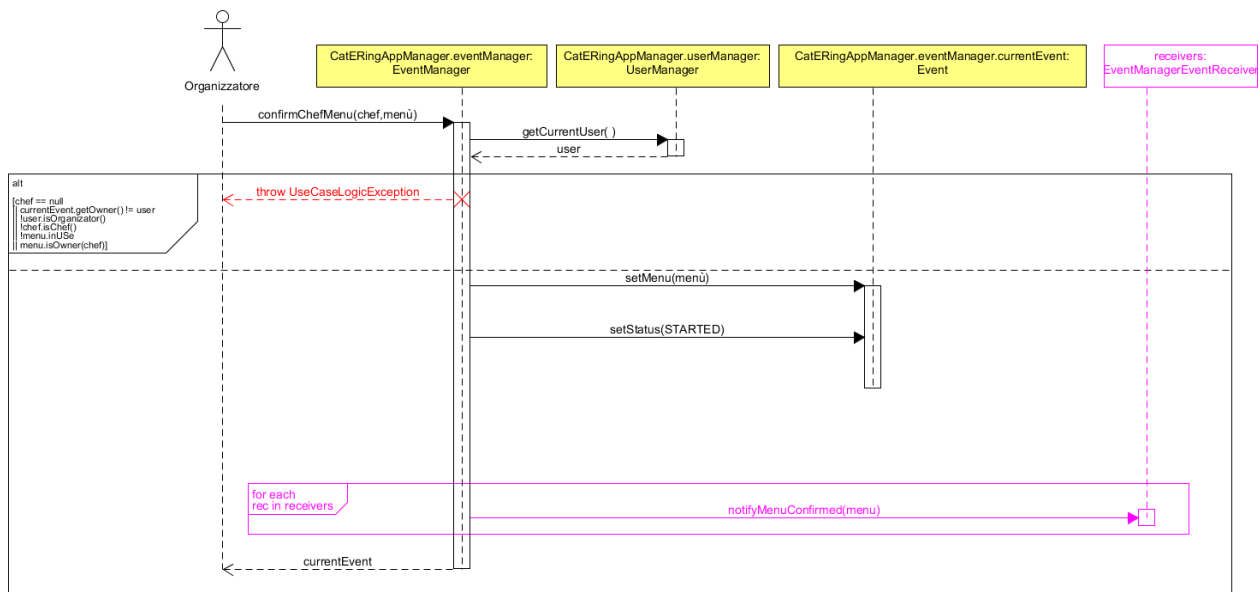 Organizzatore
CatERingAppManager.eventManager:
EventManager
CatERingAppManager.userManager:
UserManager
CatERingAppManager.eventManager.currentEvent:
Event
receivers:
EventManagerEventReceiver
confirmChefMenu(chef,menù)
getCurrentUser( )
user
alt
[chef == null
|| currentEvent.getOwner() != user
|| !user.isOrganizator()
|| !chef.isChef()
|| !menu.inUSe
|| menu.isOwner(chef)]
throw UseCaseLogicException
setMenu(menù)
setStatus(STARTED)
for each
rec in receivers
notifyMenuConfirmed(menu)
currentEvent